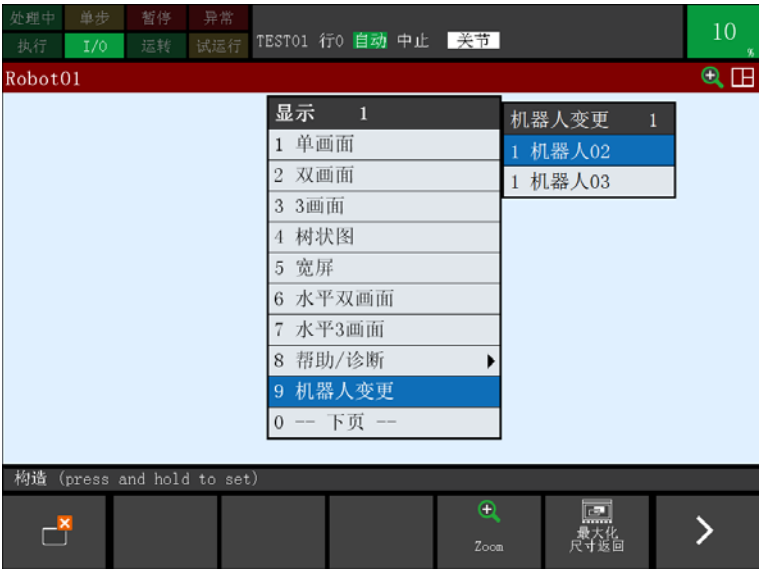 处理中 单步 暂停 异常
执行 I/O 运转 试运行 TEST01 行0 自动 中止 关节 10 %
Robot01
显示 1
1 单画面
2 双画面
3 3画面
4 树状图
5 宽屏
6 水平双画面
7 水平3画面
8 帮助/诊断
9 机器人变更
0 -- 下页 --
机器人变更 1
1 机器人02
1 机器人03
构造 (press and hold to set)
Zoom
最大化
尺寸返回